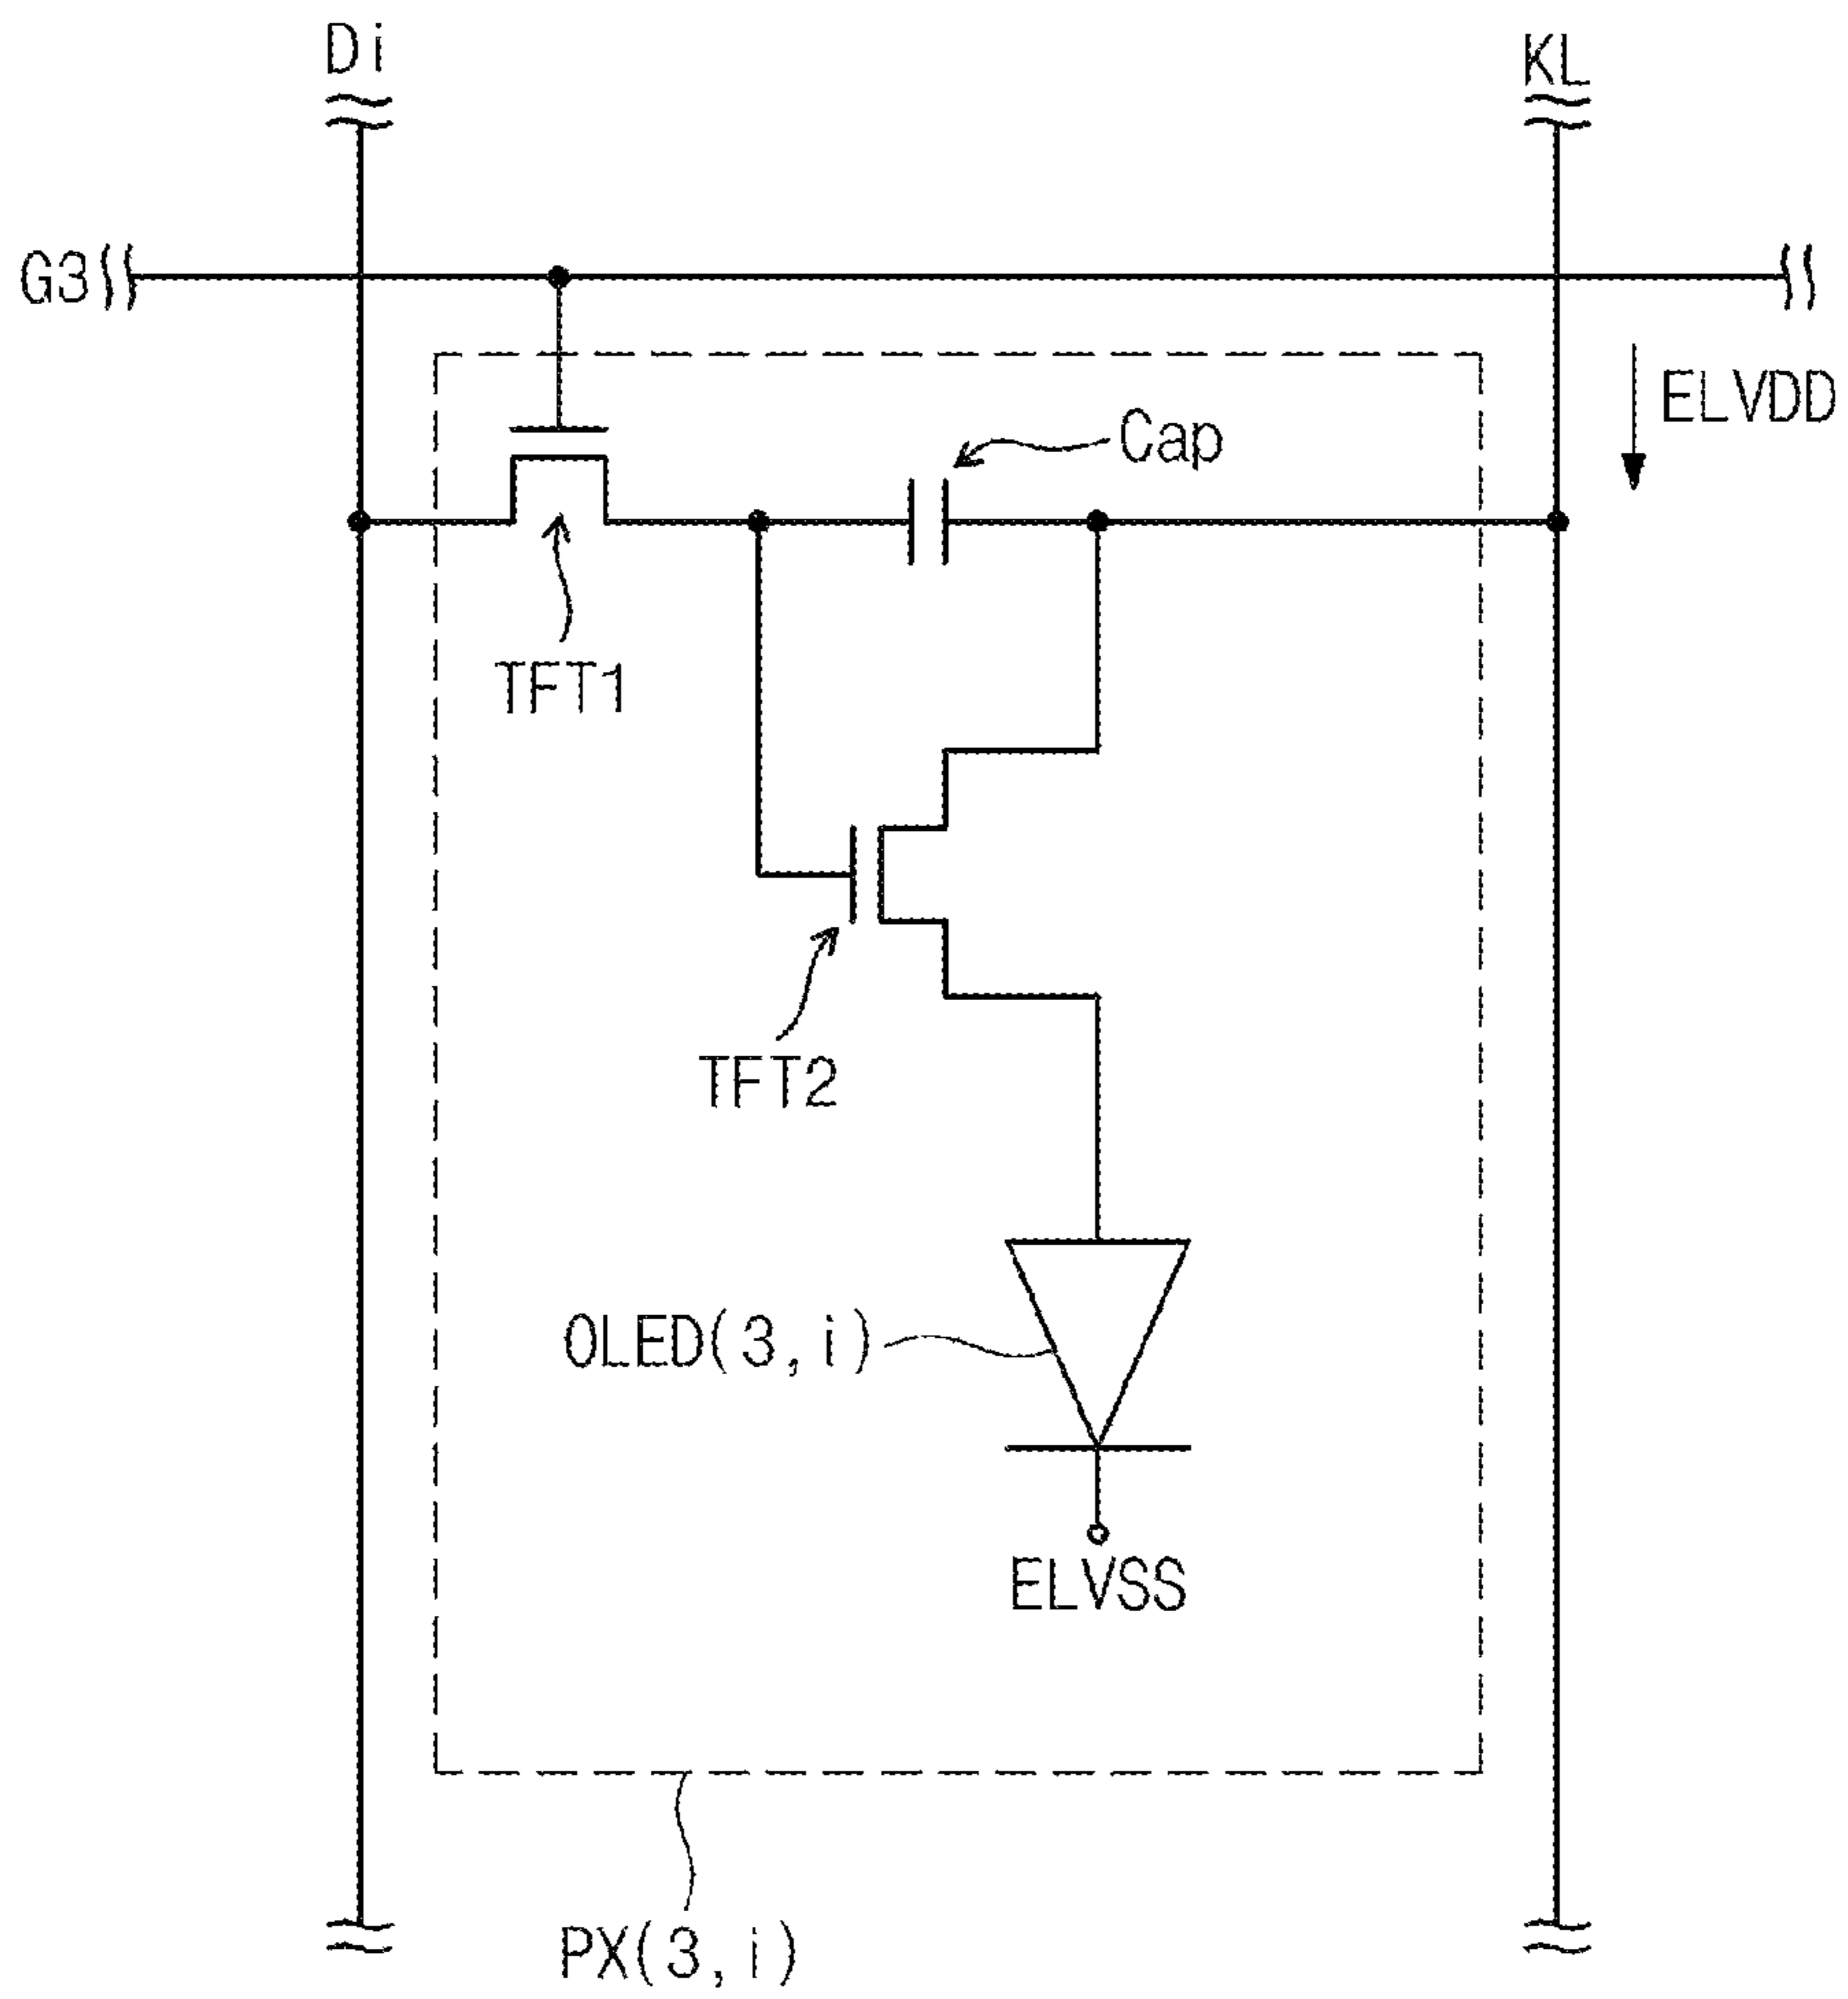 Di
KL
G3
ELVDD
Cap
TFT1
TFT2
OLED(3,i)
ELVSS
PX(3,i)